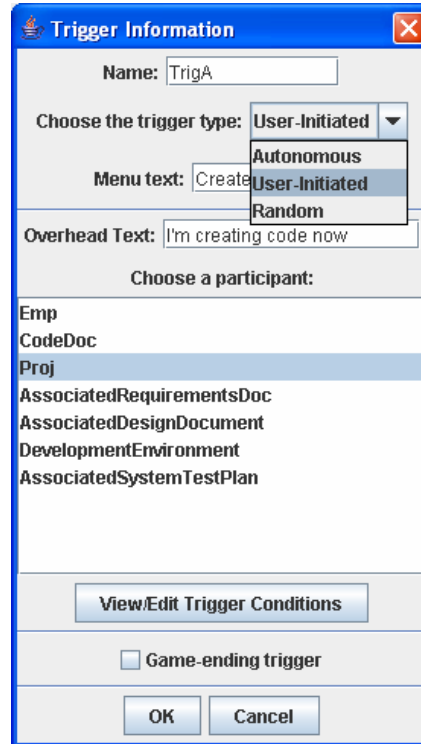 Trigger Information
Name: TrigA
Choose the trigger type: User-Initiated
Autonomous
Menu text: Create
User-Initiated
Random
Overhead Text: I'm creating code now
Choose a participant:
Emp
CodeDoc
Proj
AssociatedRequirementsDoc
AssociatedDesignDocument
DevelopmentEnvironment
AssociatedSystemTestPlan
View/Edit Trigger Conditions
Game-ending trigger
OK Cancel